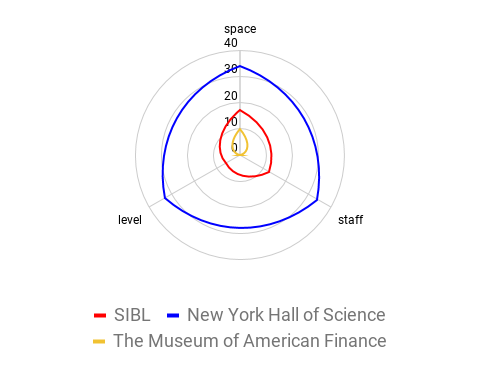 space
40
30
20
10
0
level
staff
SIBL
New York Hall of Science
The Museum of American Finance